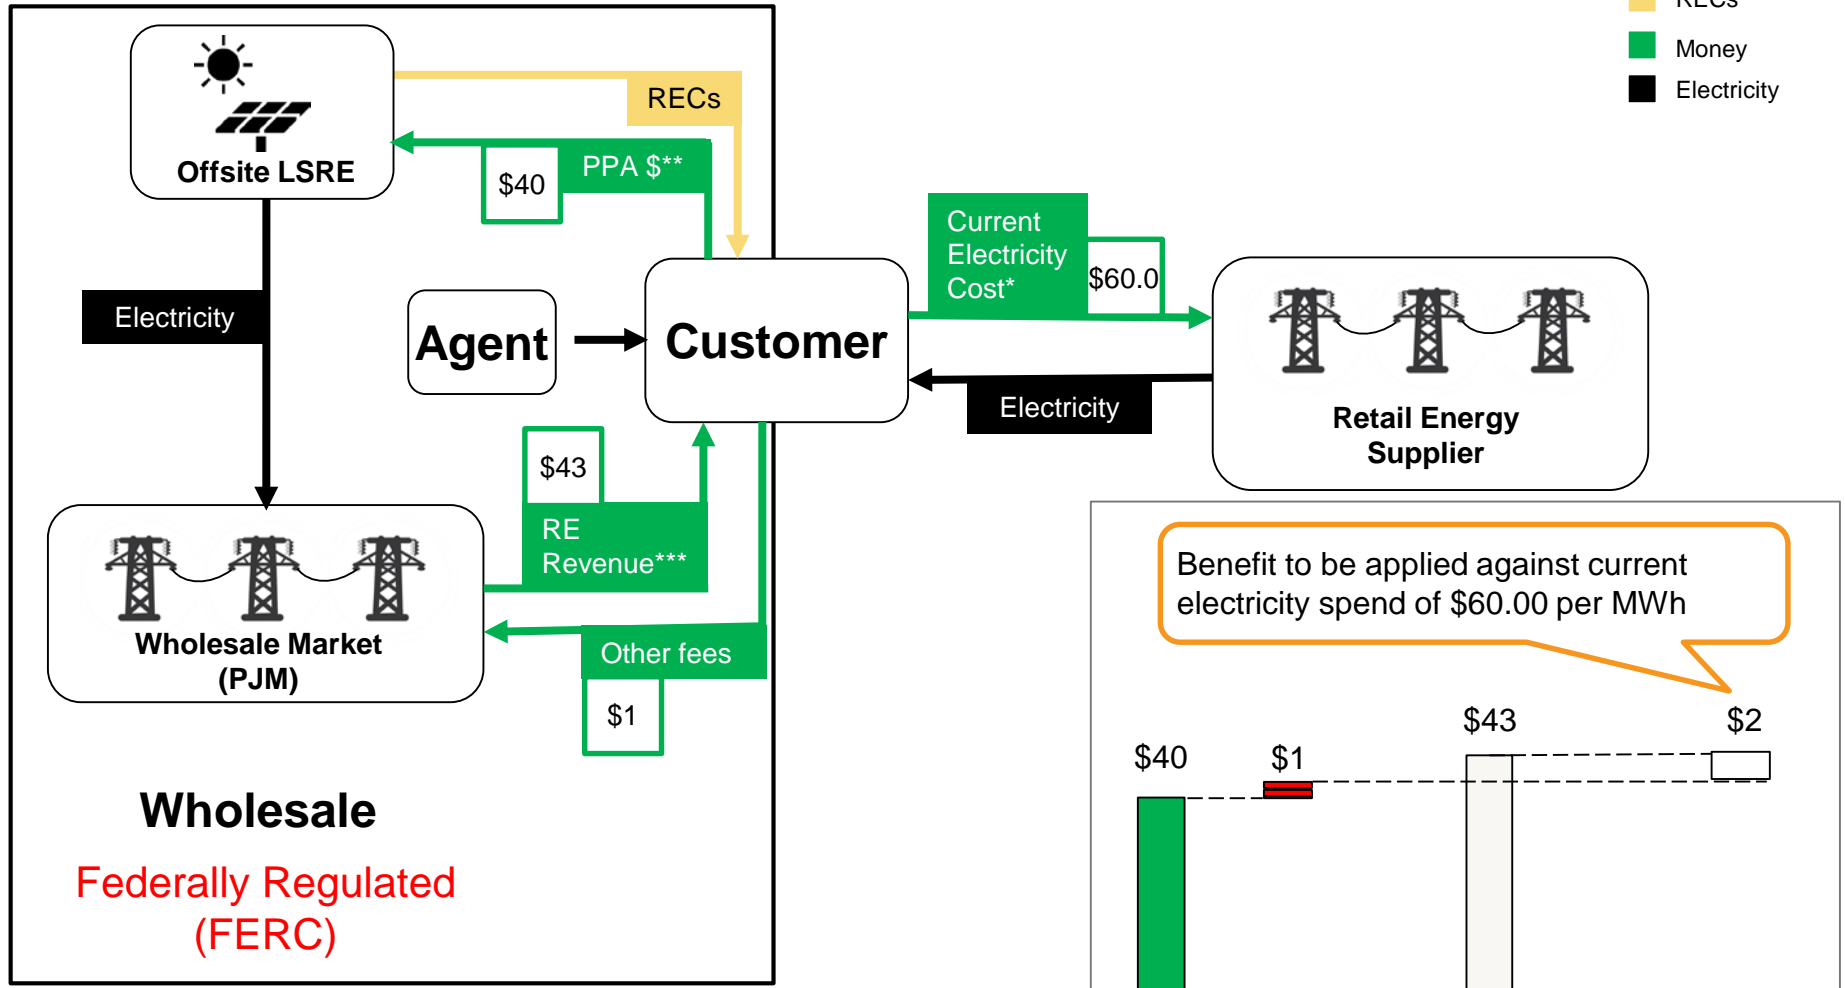 RECs
Money
Electricity
Offsite LSRE
RECs
PPA $**
$40
Current
Electricity
Cost*
$60.0
Electricity
Agent
Customer
Electricity
Retail Energy
Supplier
$43
RE
Revenue***
Wholesale Market
(PJM)
Other fees
$1
Wholesale
Federally Regulated
(FERC)
Benefit to be applied against current
electricity spend of $60.00 per MWh
$40
$1
$43
$2